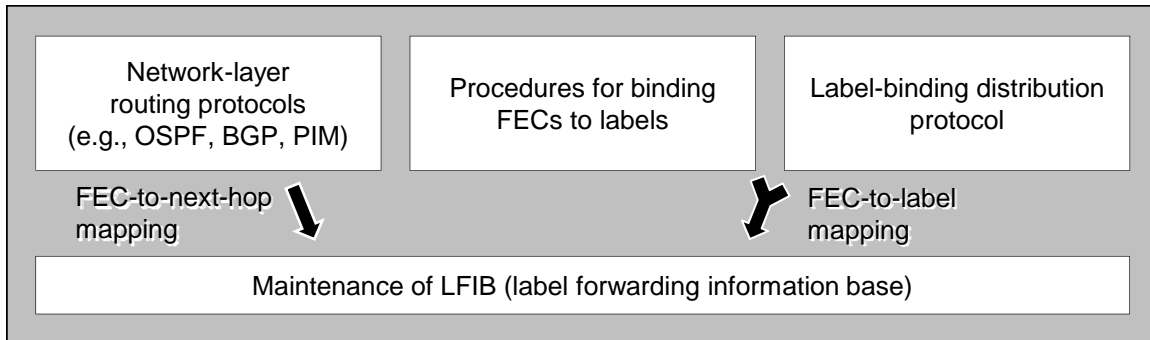 Network-layer
routing protocols
(e.g., OSPF, BGP, PIM)
Procedures for binding
FECs to labels
Label-binding distribution
protocol
FEC-to-next-hop
mapping
FEC-to-label
mapping
Maintenance of LFIB (label forwarding information base)